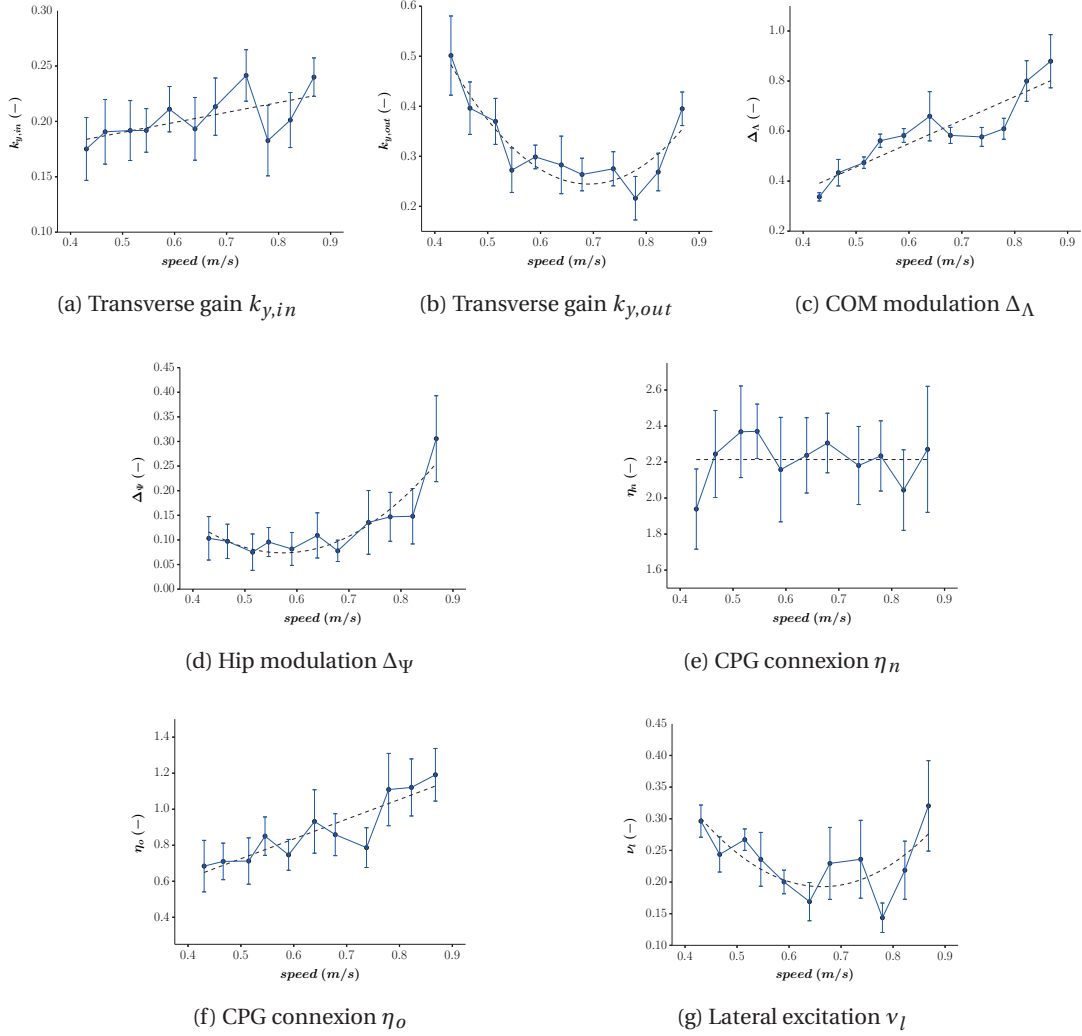 0.25
0.20
0.15
0.10
k_{y,in} (−)
0.4 0.5 0.6 0.7 0.8 0.9
speed (m/s)
(a) Transverse gain k_{y,in}
0.6
0.5
0.4
0.3
0.2
k_{y,out} (−)
0.4 0.5 0.6 0.7 0.8 0.9
speed (m/s)
(b) Transverse gain k_{y,out}
1.0
0.8
0.6
0.4
0.2
Δ_Λ (−)
0.4 0.5 0.6 0.7 0.8 0.9
speed (m/s)
(c) COM modulation Δ_Λ
0.45
0.40
0.35
0.30
0.25
0.20
0.15
0.10
0.05
0.00
Δ_Ψ (−)
0.4 0.5 0.6 0.7 0.8 0.9
speed (m/s)
(d) Hip modulation Δ_Ψ
2.6
2.4
2.2
2.0
1.8
1.6
η_n (−)
0.4 0.5 0.6 0.7 0.8 0.9
speed (m/s)
(e) CPG connexion η_n
1.4
1.2
1.0
0.8
0.6
0.4
η_o (−)
0.4 0.5 0.6 0.7 0.8 0.9
speed (m/s)
(f) CPG connexion η_o
0.45
0.40
0.35
0.30
0.25
0.20
0.15
0.10
ν_l (−)
0.4 0.5 0.6 0.7 0.8 0.9
speed (m/s)
(g) Lateral excitation ν_l